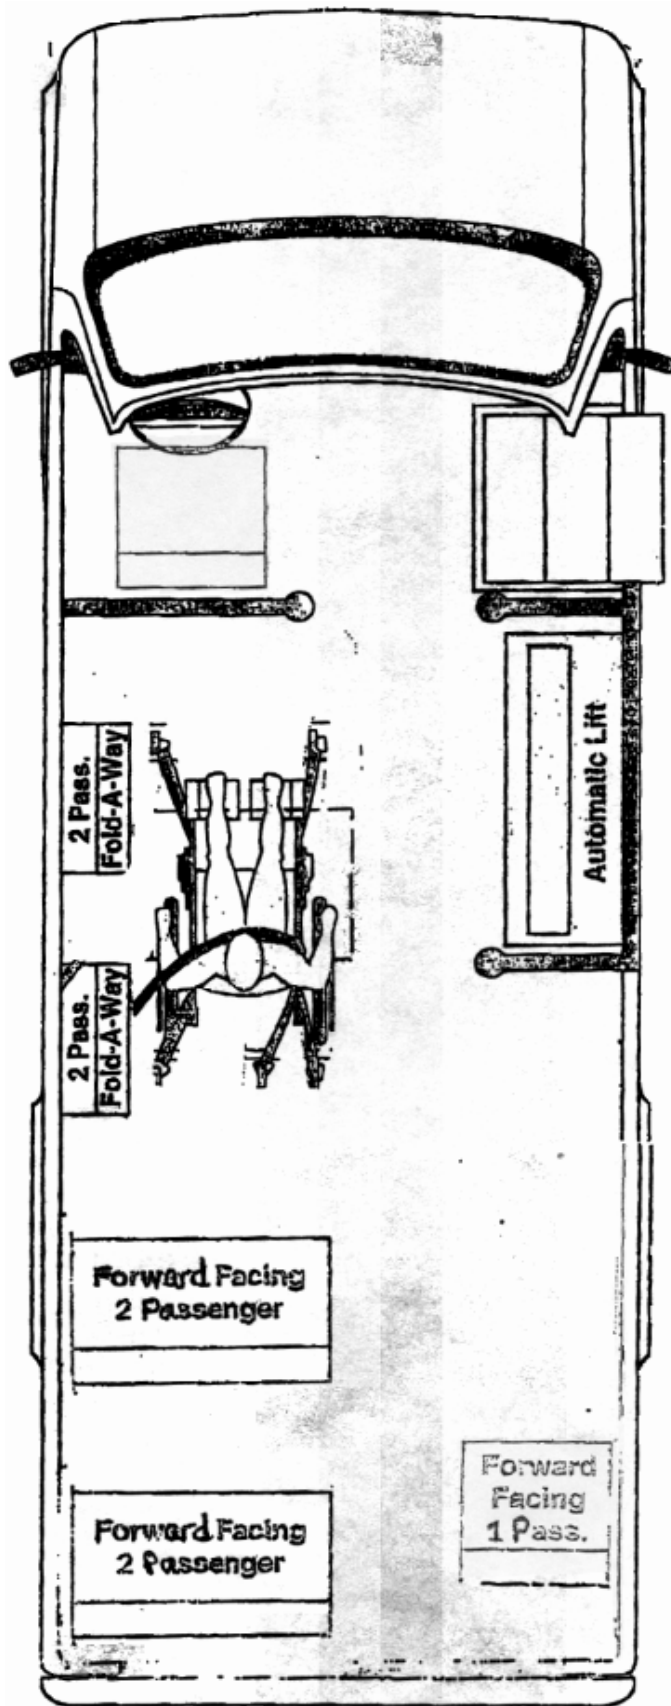 2 Pass.
Fold-A-Way
Automatic Lift
2 Pass.
Fold-A-Way
Forward Facing
2 Passenger
Forward
Facing
1 Pass.
Forward Facing
2 Passenger